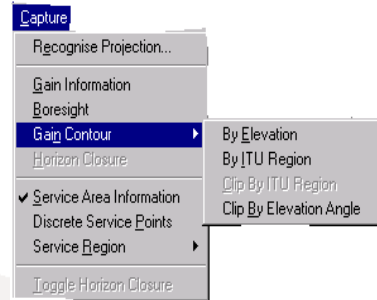 Capture
Recognise Projection...
Gain Information
Boresight
Gain Contour
Horizon Closure
Service Area Information
Discrete Service Points
Service Region
Toggle Horizon Closure
By Elevation
By ITU Region
Clip By ITU Region
Clip By Elevation Angle